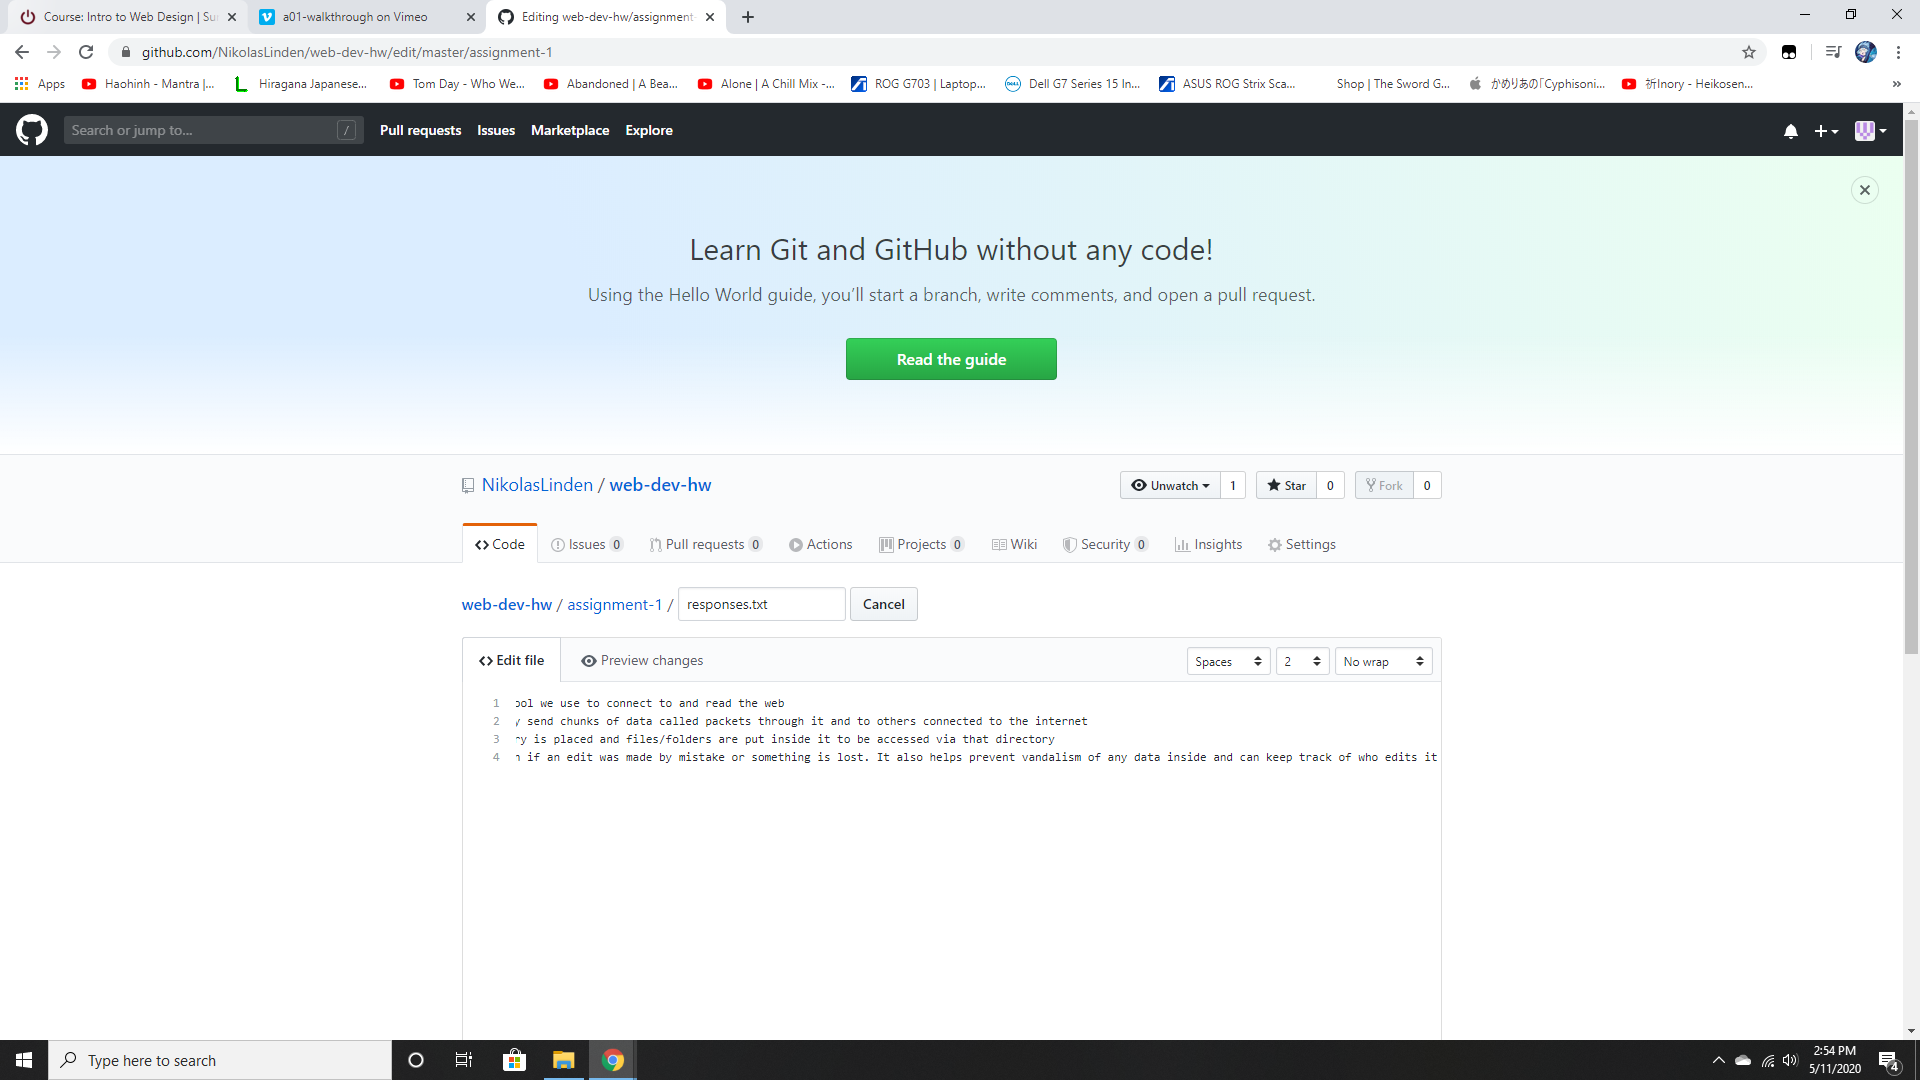 Course: Intro to Web Design | Su
a01-walkthrough on Vimeo
Editing web-dev-hw/assignment-
github.com/NikolasLinden/web-dev-hw/edit/master/assignment-1
Apps
Haohinh - Mantra |...
Hiragana Japanese...
Tom Day - Who We...
Abandoned | A Bea...
Alone | A Chill Mix -...
ROG G703 | Laptop...
Dell G7 Series 15 In...
ASUS ROG Strix Sca...
Shop | The Sword G...
かめりあの「Cyphisoni...
祈Inory - Heikosen...
Search or jump to...
/
Pull requests
Issues
Marketplace
Explore
Learn Git and GitHub without any code!
Using the Hello World guide, you’ll start a branch, write comments, and open a pull request.
Read the guide
NikolasLinden / web-dev-hw
Unwatch 1
Star 0
Fork 0
Code
Issues 0
Pull requests 0
Actions
Projects 0
Wiki
Security 0
Insights
Settings
web-dev-hw / assignment-1 / responses.txt
Cancel
Edit file
Preview changes
Spaces
2
No wrap
1 ool we use to connect to and read the web
2 y send chunks of data called packets through it and to others connected to the internet
3 ry is placed and files/folders are put inside it to be accessed via that directory
4 n if an edit was made by mistake or something is lost. It also helps prevent vandalism of any data inside and can keep track of who edits it
Type here to search
2:54 PM
5/11/2020
4